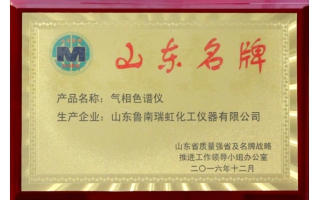 山东名牌
产品名称：气相色谱仪
生产企业：山东鲁南瑞虹化工仪器有限公司
山东省质量强省及名牌战略
推进工作领导小组办公室
二〇一六年十二月